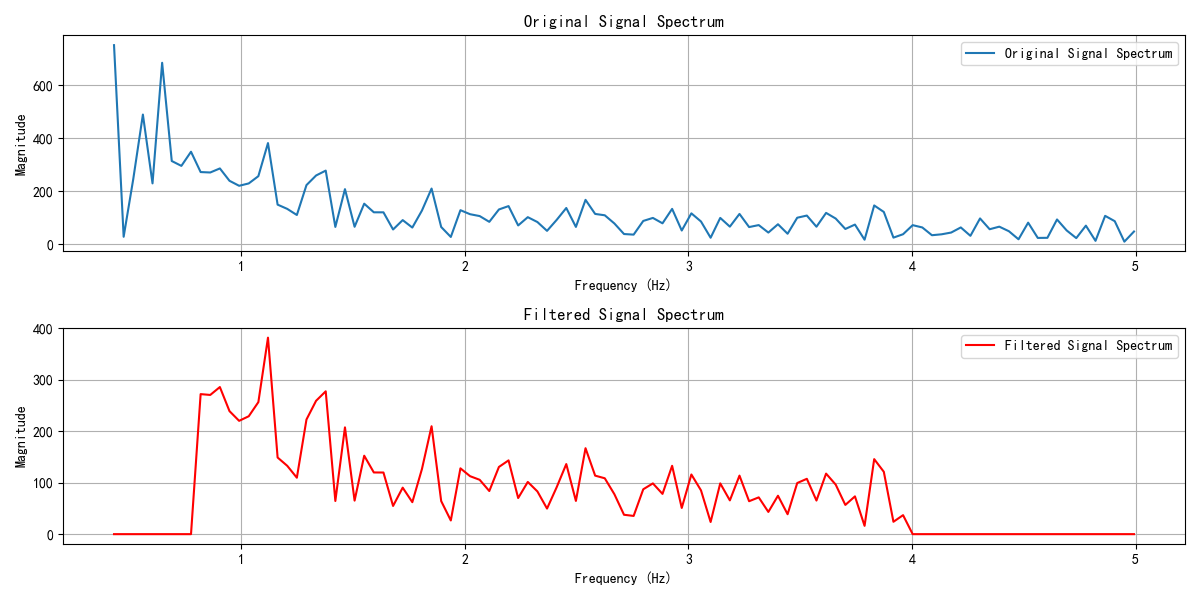 Original Signal Spectrum
Original Signal Spectrum
Magnitude
600
400
200
0
1 2 3 4 5
Frequency (Hz)
Filtered Signal Spectrum
Filtered Signal Spectrum
Magnitude
400
300
200
100
0
1 2 3 4 5
Frequency (Hz)